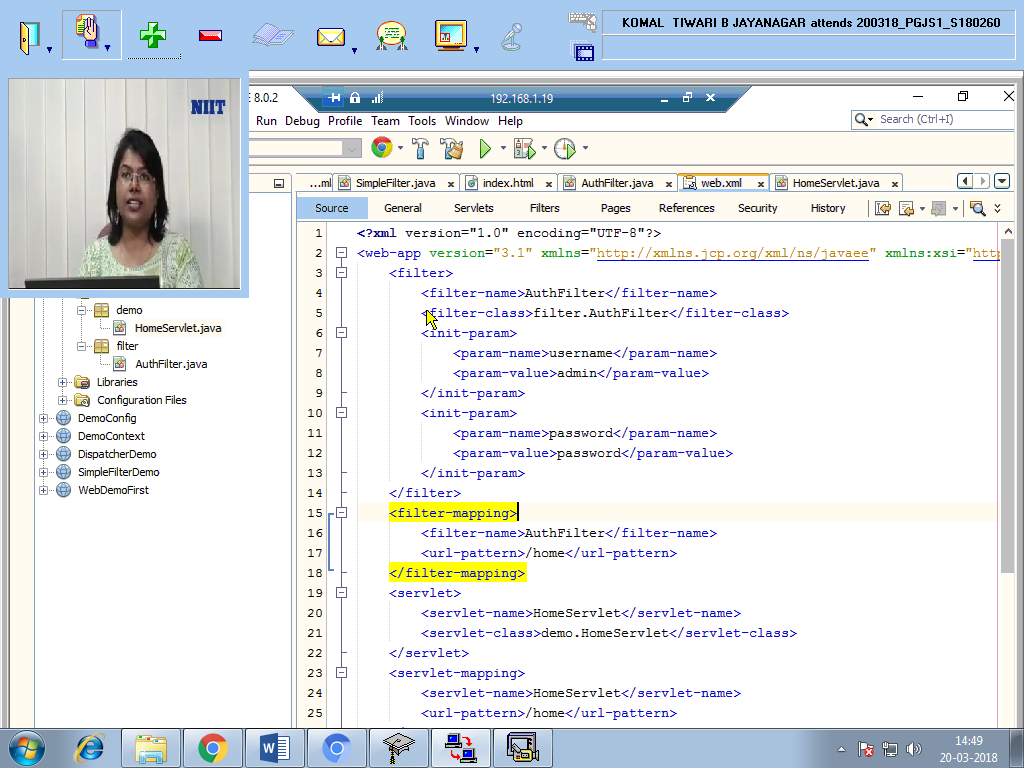 KOMAL TIWARI B JAYANAGAR attends 200318_PGJS1_S180260
NIIT
E 8.0.2
192.168.1.19
Run Debug Profile Team Tools Window Help
Search (Ctrl+I)
...ml SimpleFilter.java index.html AuthFilter.java web.xml HomeServlet.java
Source General Servlets Filters Pages References Security History
1 <?xml version="1.0" encoding="UTF-8"?>
2 <web-app version="3.1" xmlns="http://xmlns.jcp.org/xml/ns/javaee" xmlns:xsi="http
3 <filter>
4 <filter-name>AuthFilter</filter-name>
5 <filter-class>filter.AuthFilter</filter-class>
6 <init-param>
7 <param-name>username</param-name>
8 <param-value>admin</param-value>
9 </init-param>
10 <init-param>
11 <param-name>password</param-name>
12 <param-value>password</param-value>
13 </init-param>
14 </filter>
15 <filter-mapping>
16 <filter-name>AuthFilter</filter-name>
17 <url-pattern>/home</url-pattern>
18 </filter-mapping>
19 <servlet>
20 <servlet-name>HomeServlet</servlet-name>
21 <servlet-class>demo.HomeServlet</servlet-class>
22 </servlet>
23 <servlet-mapping>
24 <servlet-name>HomeServlet</servlet-name>
25 <url-pattern>/home</url-pattern>
demo
HomeServlet.java
filter
AuthFilter.java
Libraries
Configuration Files
DemoConfig
DemoContext
DispatcherDemo
SimpleFilterDemo
WebDemoFirst
14:49
20-03-2018